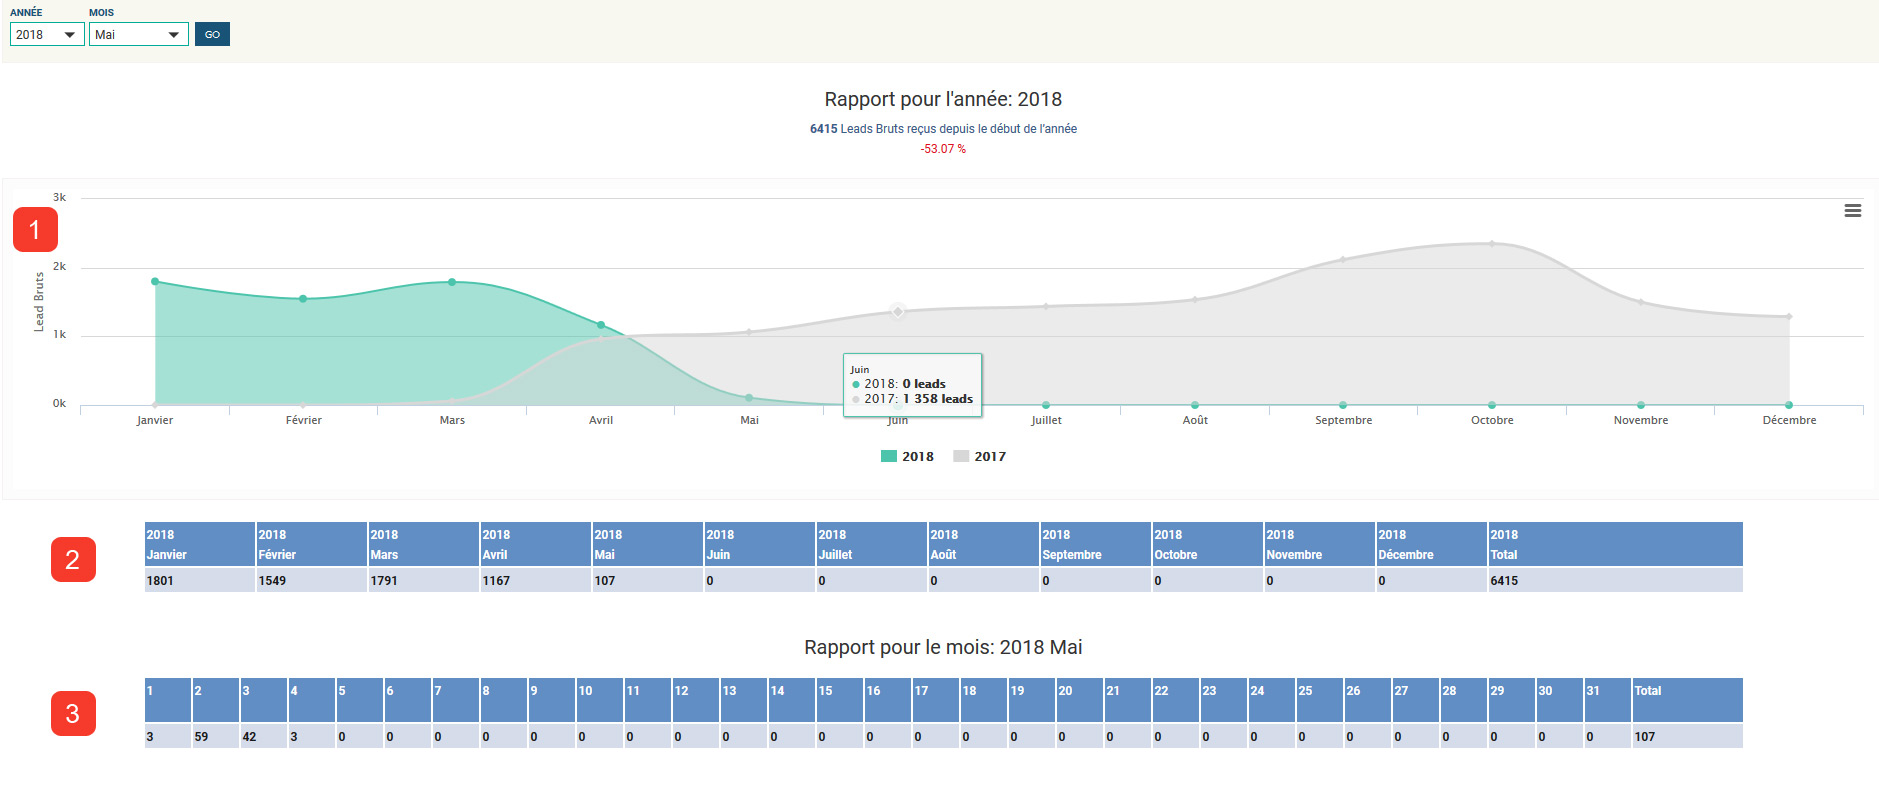 ANNÉE MOIS
2018 Mai GO
Rapport pour l'année: 2018
6415 Leads Bruts reçus depuis le début de l'année
-53.07 %
1
Lead Bruts
3k
2k
1k
0k
Juin
2018: 0 leads
2017: 1 358 leads
Janvier Février Mars Avril Mai Juin Juillet Août Septembre Octobre Novembre Décembre
2018 2017
2
2018 2018 2018 2018 2018 2018 2018 2018 2018 2018 2018 2018 2018
Janvier Février Mars Avril Mai Juin Juillet Août Septembre Octobre Novembre Décembre Total
1801 1549 1791 1167 107 0 0 0 0 0 0 0 6415
Rapport pour le mois: 2018 Mai
3
1 2 3 4 5 6 7 8 9 10 11 12 13 14 15 16 17 18 19 20 21 22 23 24 25 26 27 28 29 30 31 Total
3 59 42 3 0 0 0 0 0 0 0 0 0 0 0 0 0 0 0 0 0 0 0 0 0 0 0 0 0 0 0 107